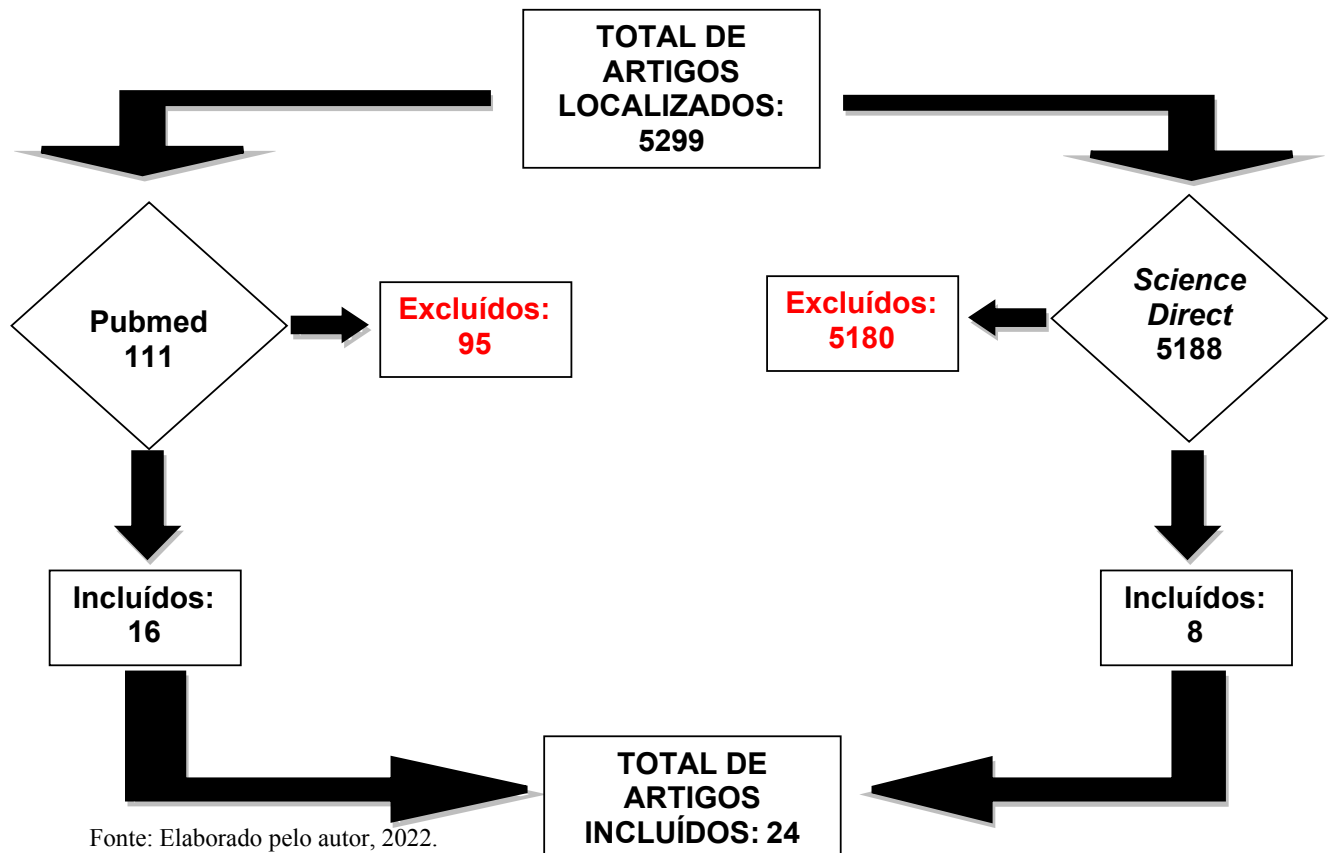 TOTAL DE
ARTIGOS
LOCALIZADOS:
5299
Pubmed
111
Excluídos:
95
Excluídos:
5180
Science
Direct
5188
Incluídos:
16
Incluídos:
8
TOTAL DE
ARTIGOS
INCLUÍDOS: 24
Fonte: Elaborado pelo autor, 2022.